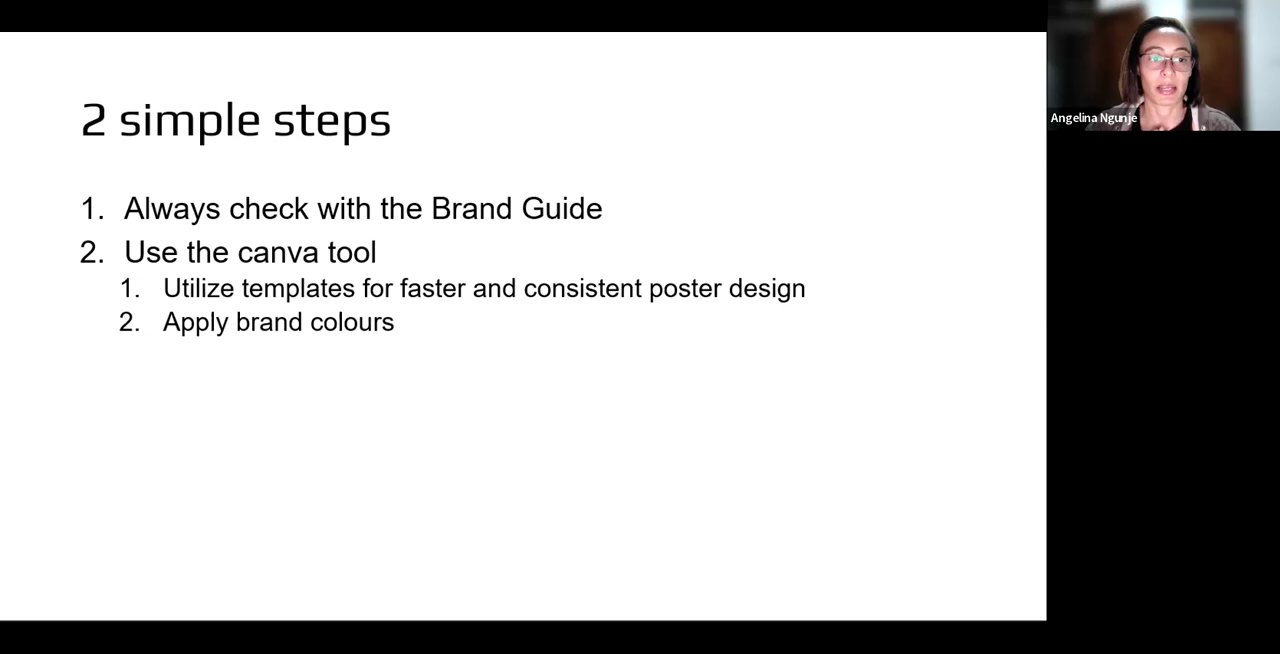 2 simple steps
1. Always check with the Brand Guide
2. Use the canva tool
1. Utilize templates for faster and consistent poster design
2. Apply brand colours
Angelina Ngunje